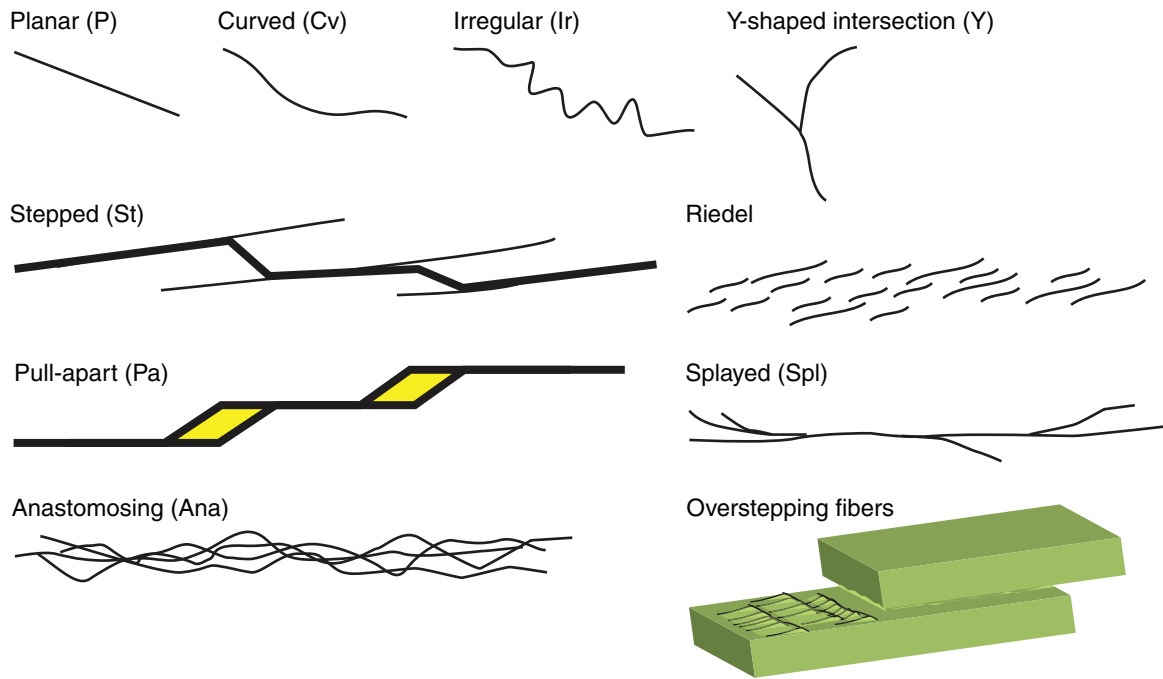 Planar (P)
Curved (Cv)
Irregular (Ir)
Y-shaped intersection (Y)
Stepped (St)
Riedel
Pull-apart (Pa)
Splayed (Spl)
Anastomosing (Ana)
Overstepping fibers